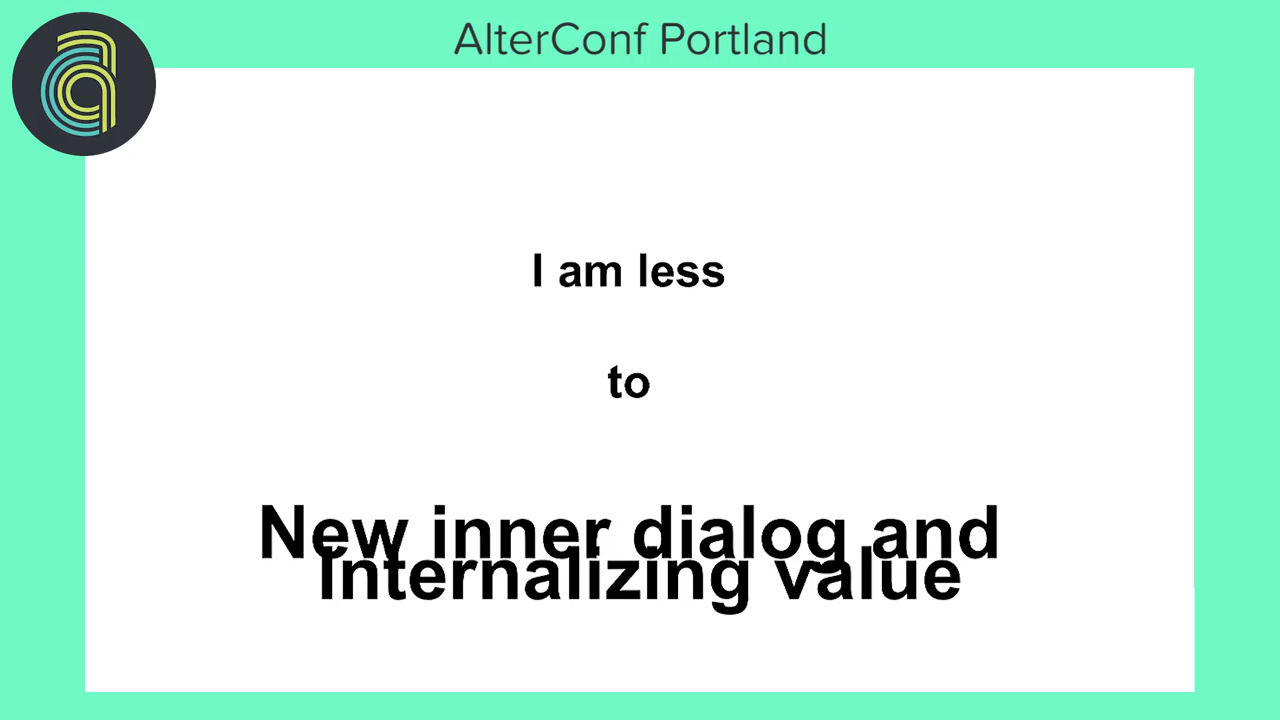 AlterConf Portland
I am less
to
New inner dialog and
Internalizing value